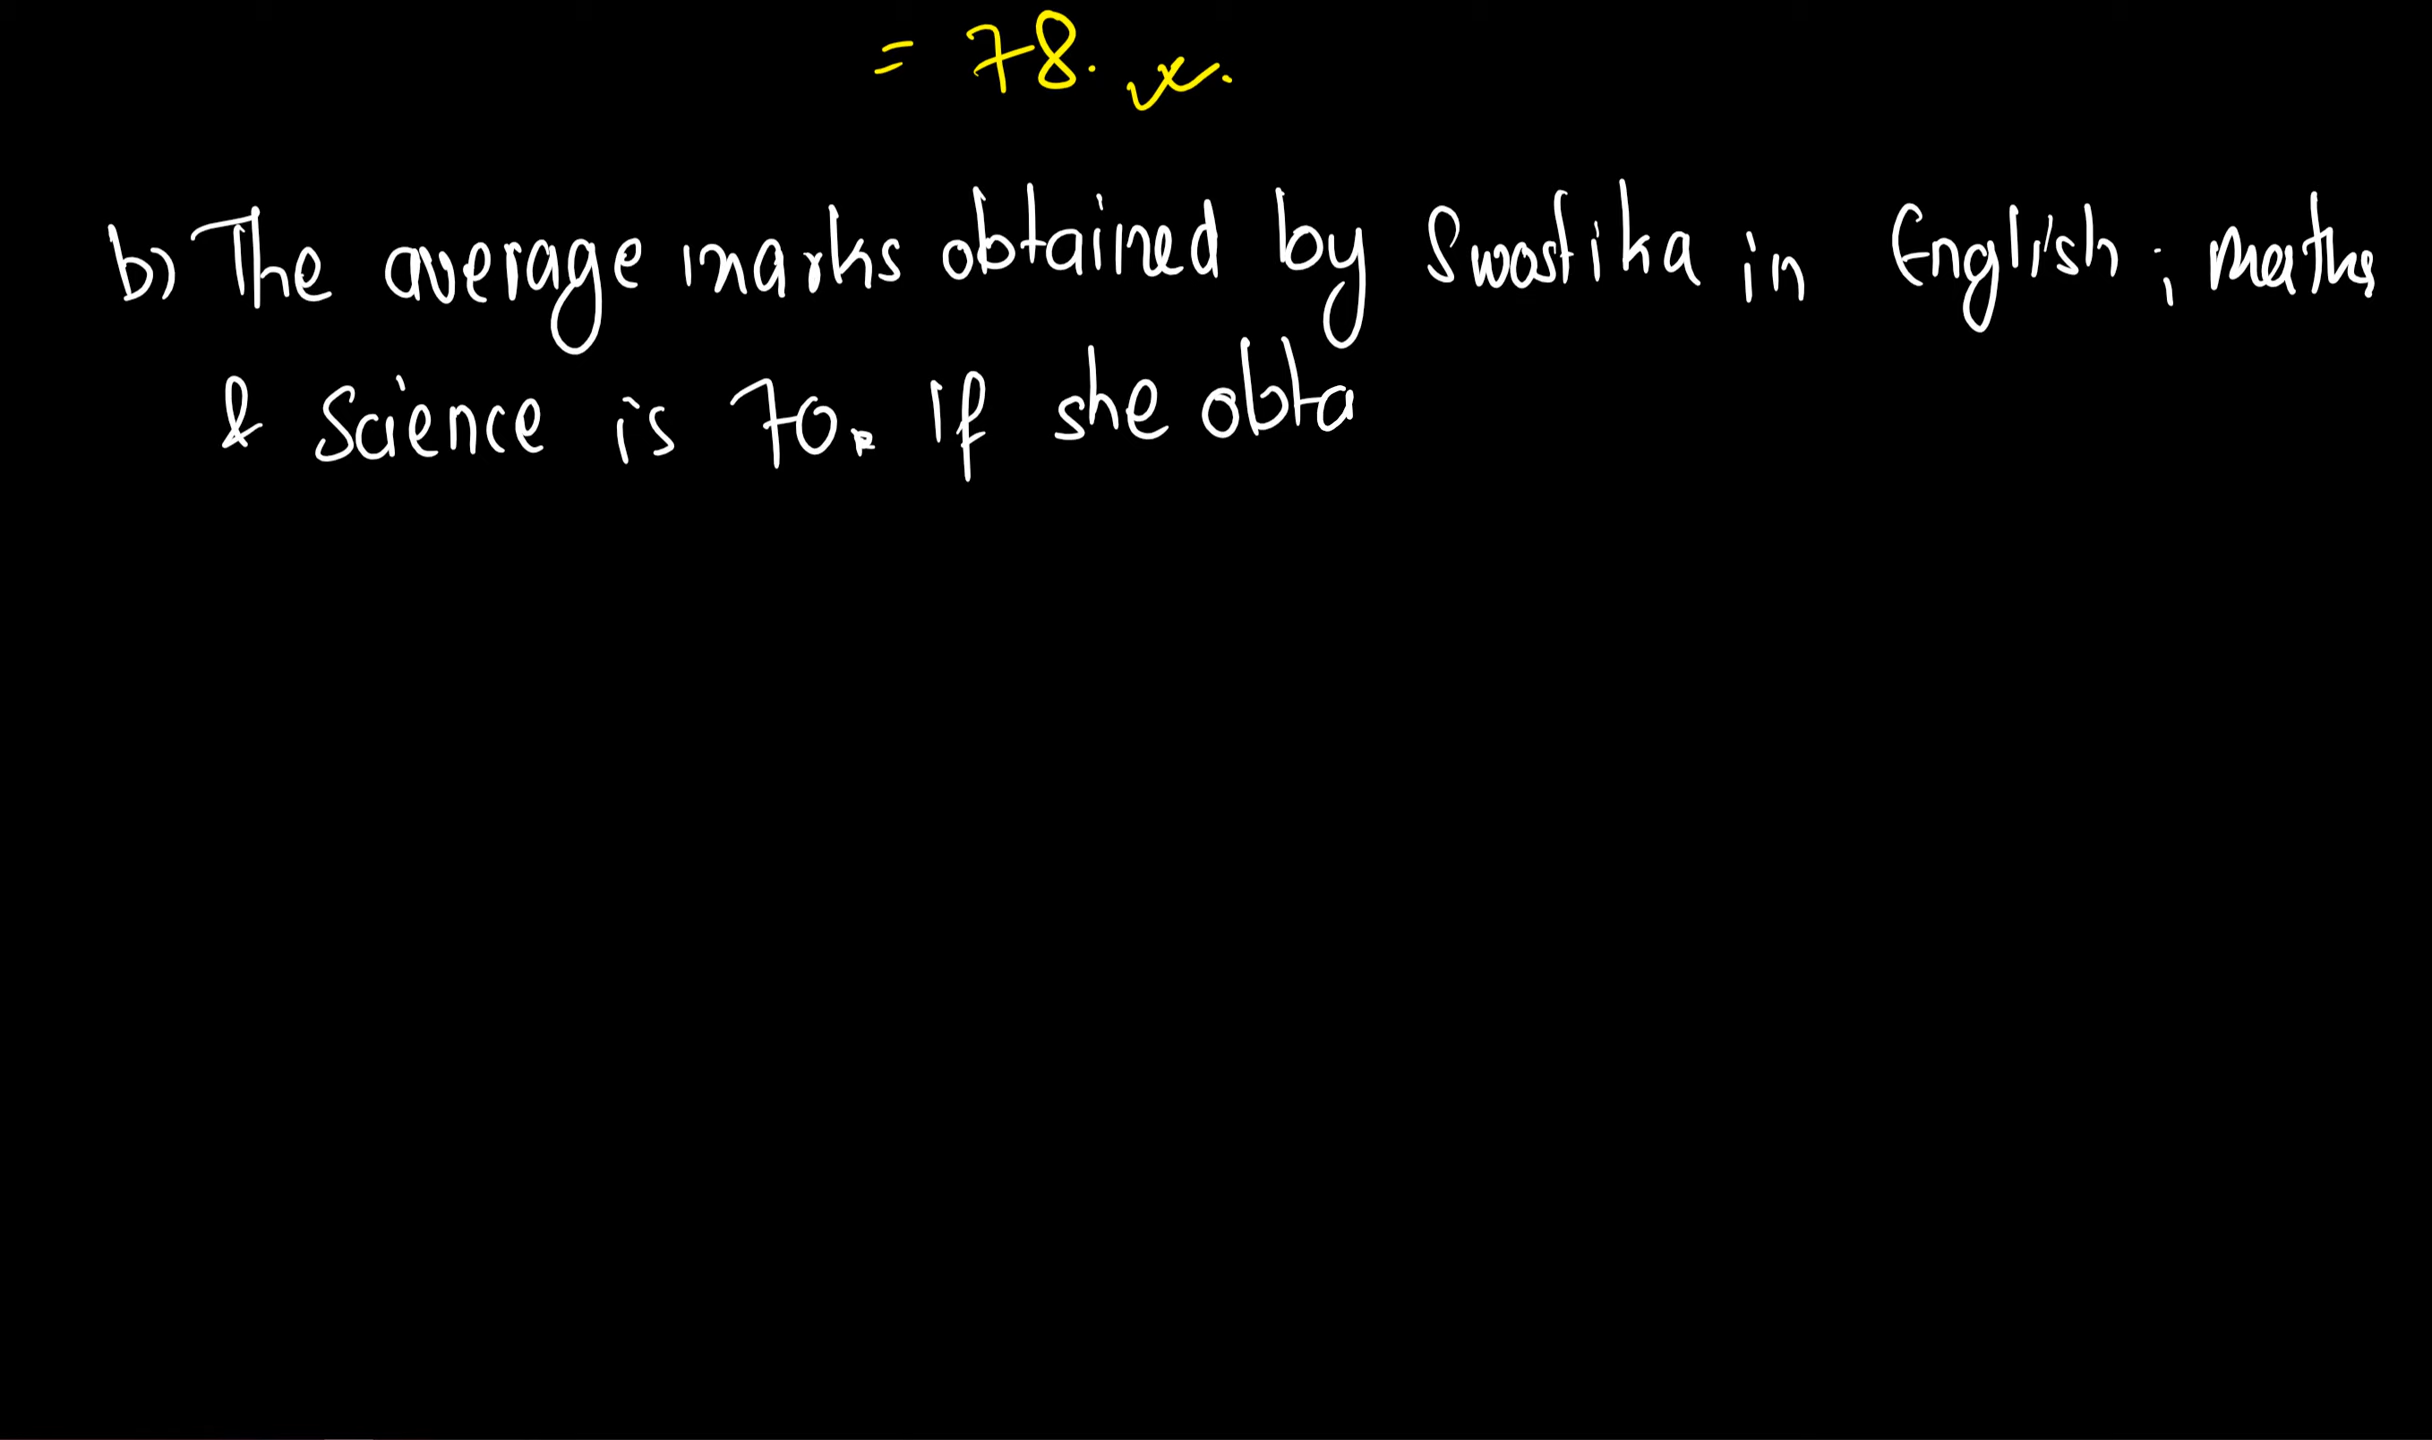 = 78.
b) The average marks obtained by Swastika in English, maths
& Science is 70. If she obta